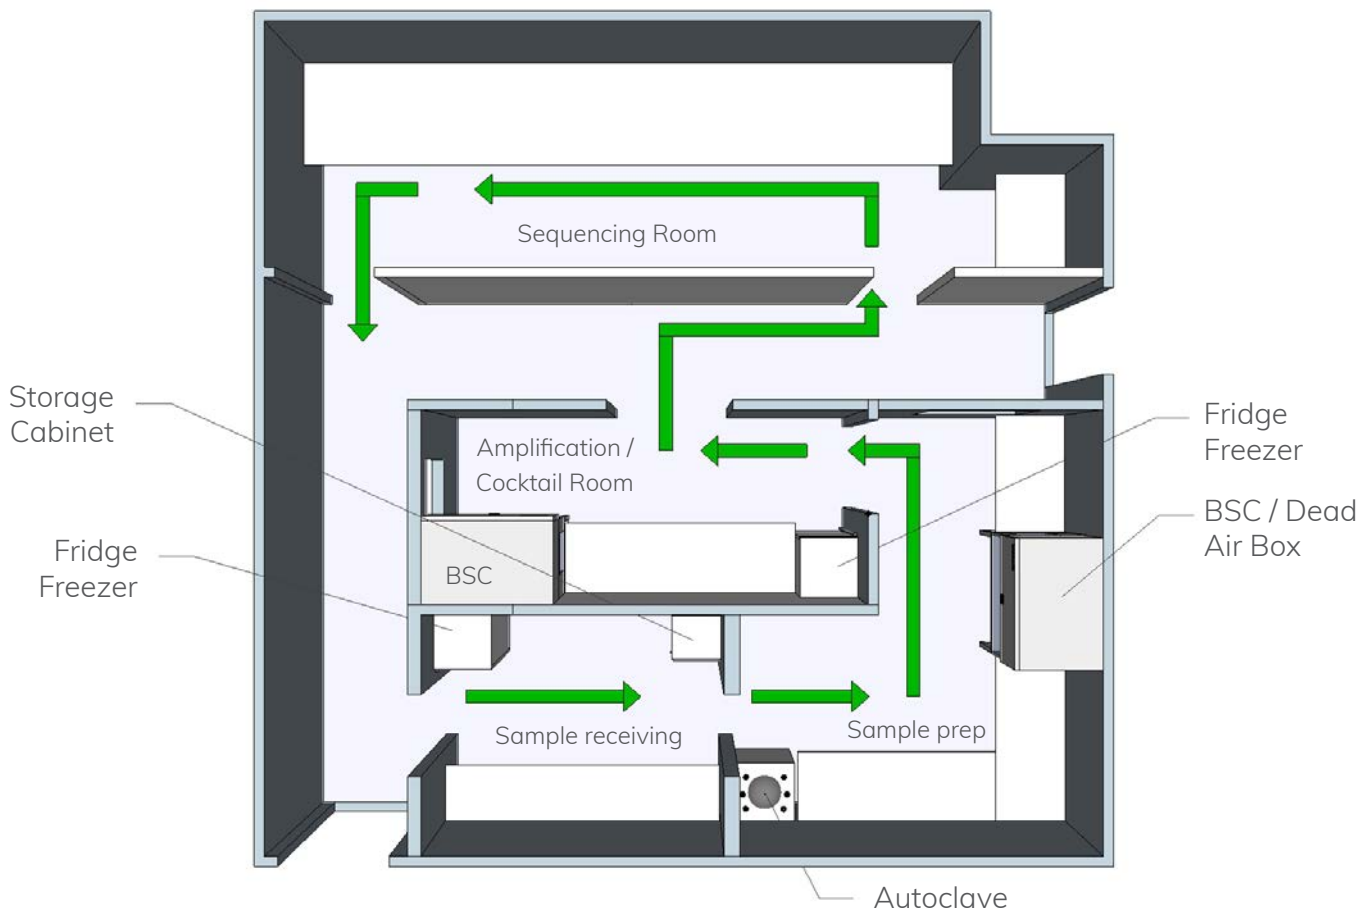 Sequencing Room
Storage
Cabinet
Fridge
Freezer
Amplification /
Cocktail Room
BSC / Dead
Air Box
Fridge
Freezer
BSC
Sample receiving
Sample prep
Autoclave